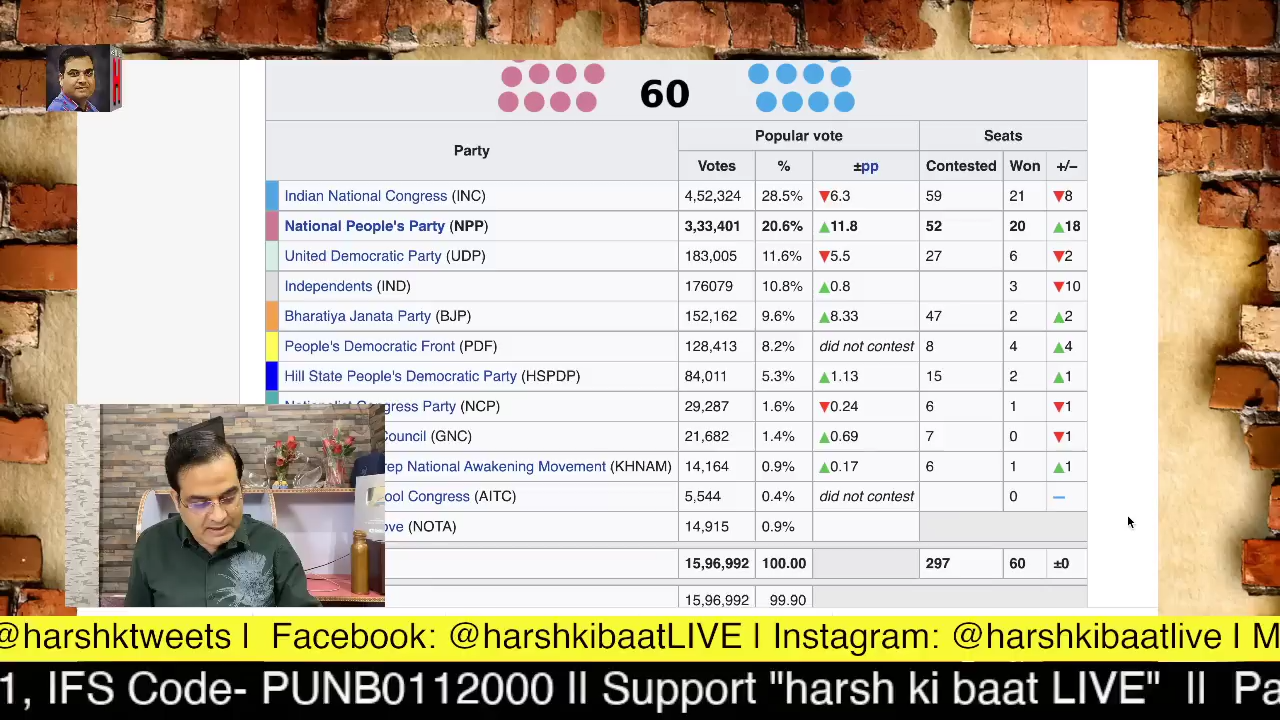 60
Popular vote Seats
Party
Votes % ±pp Contested Won +/–
Indian National Congress (INC) 4,52,324 28.5% ▼6.3 59 21 ▼8
National People's Party (NPP) 3,33,401 20.6% ▲11.8 52 20 ▲18
United Democratic Party (UDP) 183,005 11.6% ▼5.5 27 6 ▼2
Independents (IND) 176079 10.8% ▲0.8 3 ▼10
Bharatiya Janata Party (BJP) 152,162 9.6% ▲8.33 47 2 ▲2
People's Democratic Front (PDF) 128,413 8.2% did not contest 8 4 ▲4
Hill State People's Democratic Party (HSPDP) 84,011 5.3% ▲1.13 15 2 ▲1
Congress Party (NCP) 29,287 1.6% ▼0.24 6 1 ▼1
Council (GNC) 21,682 1.4% ▲0.69 7 0 ▼1
rep National Awakening Movement (KHNAM) 14,164 0.9% ▲0.17 6 1 ▲1
ool Congress (AITC) 5,544 0.4% did not contest 0 –
ove (NOTA) 14,915 0.9%
15,96,992 100.00 297 60 ±0
15,96,992 99.90
@harshktweets I Facebook: @harshkibaatLIVE I Instagram: @harshkibaatlive I M
1, IFS Code- PUNB0112000 II Support "harsh ki baat LIVE" II Pa